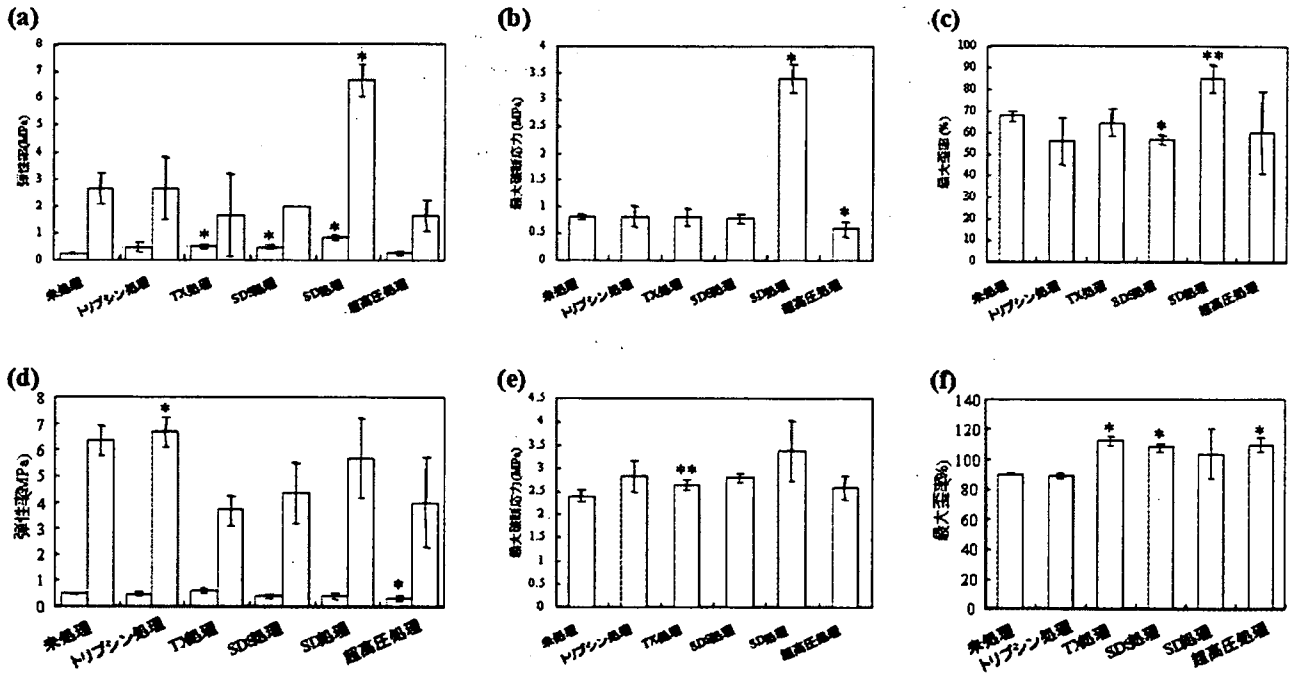 (a)
弾性率(MPa)
8
7
6
5
4
3
2
1
0
*
*
*
*
未処理
トリプシン処理
TX処理
SDS処理
SD処理
超高圧処理
(b)
最大破断応力(MPa)
4
3.5
3
2.5
2
1.5
1
0.5
0
*
*
未処理
トリプシン処理
TX処理
SDS処理
SD処理
超高圧処理
(c)
最大歪率(%)
100
90
80
70
60
50
40
30
20
10
0
*
**
未処理
トリプシン処理
TX処理
SDS処理
SD処理
超高圧処理
(d)
弾性率(MPa)
8
7
6
5
4
3
2
1
0
*
*
未処理
トリプシン処理
TX処理
SDS処理
SD処理
超高圧処理
(e)
最大破断応力(MPa)
4.5
4
3.5
3
2.5
2
1.5
1
0.5
0
**
未処理
トリプシン処理
TX処理
SDS処理
SD処理
超高圧処理
(f)
最大歪率(%)
140
120
100
80
60
40
20
0
*
*
*
未処理
トリプシン処理
TX処理
SDS処理
SD処理
超高圧処理